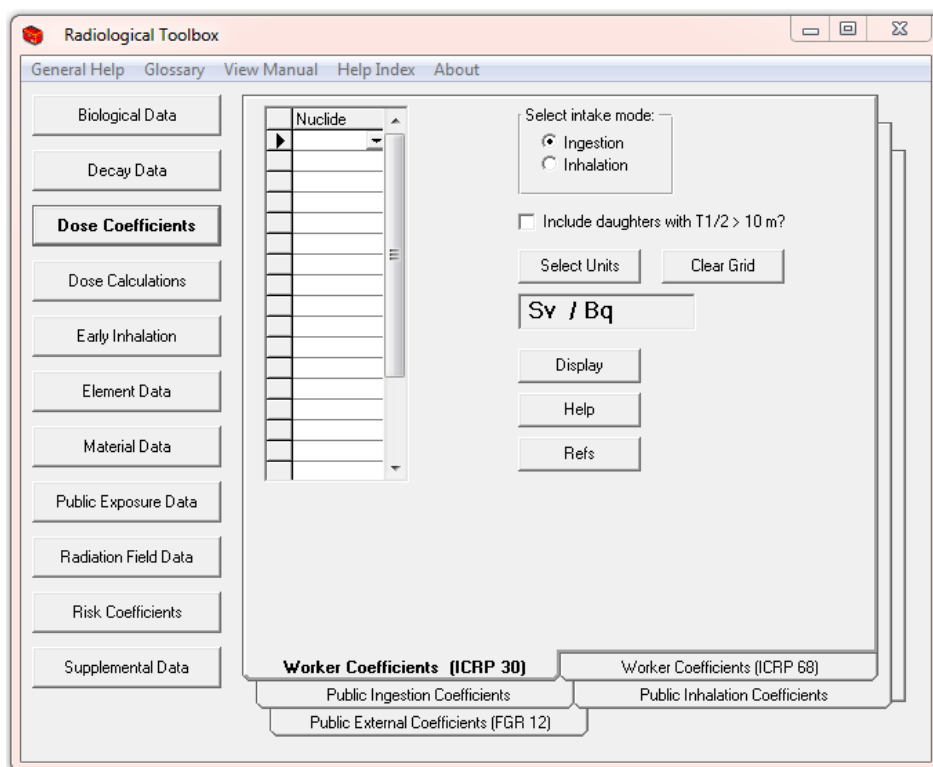 Radiological Toolbox
General Help Glossary View Manual Help Index About
Biological Data
Decay Data
Dose Coefficients
Dose Calculations
Early Inhalation
Element Data
Material Data
Public Exposure Data
Radiation Field Data
Risk Coefficients
Supplemental Data
Nuclide
Select intake mode:
Ingestion
Inhalation
Include daughters with T1/2 > 10 m?
Select Units Clear Grid
Sv / Bq
Display
Help
Refs
Worker Coefficients (ICRP 30) Worker Coefficients (ICRP 68)
Public Ingestion Coefficients Public Inhalation Coefficients
Public External Coefficients (FGR 12)